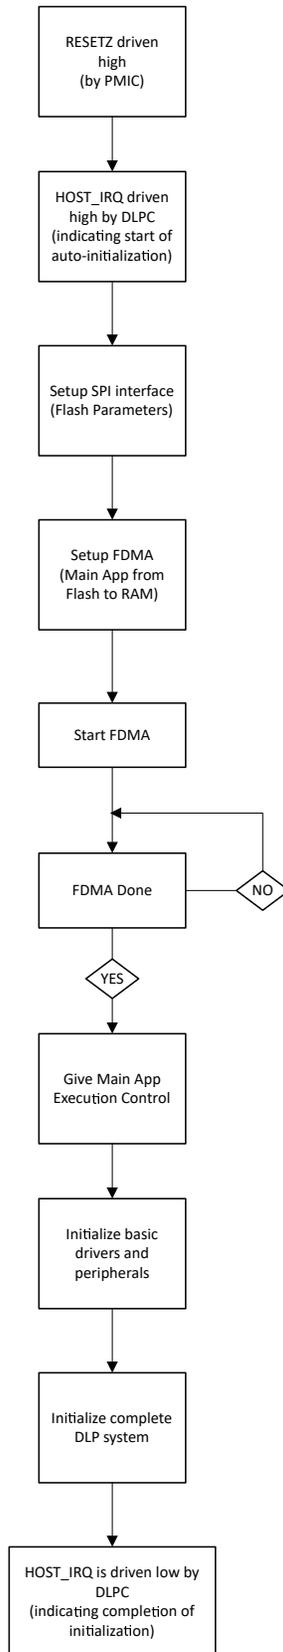 RESETZ driven
high
(by PMIC)
HOST_IRQ driven
high by DLPC
(indicating start of
auto-initialization)
Setup SPI interface
(Flash Parameters)
Setup FDMA
(Main App from
Flash to RAM)
Start FDMA
FDMA Done
NO
YES
Give Main App
Execution Control
Initialize basic
drivers and
peripherals
Initialize complete
DLP system
HOST_IRQ is driven low by
DLPC
(indicating completion of
initialization)